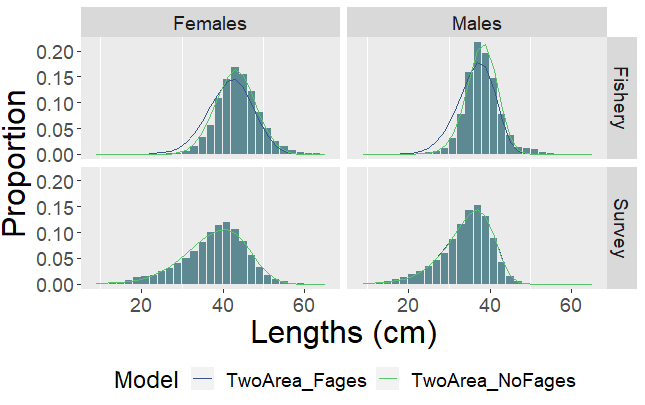 Females Males
0.20
0.15
0.10
0.05
0.00
Fishery
0.20
0.15
0.10
0.05
0.00
Survey
Proportion
20 40 60 20 40 60
Lengths (cm)
Model TwoArea_Fages TwoArea_NoFages